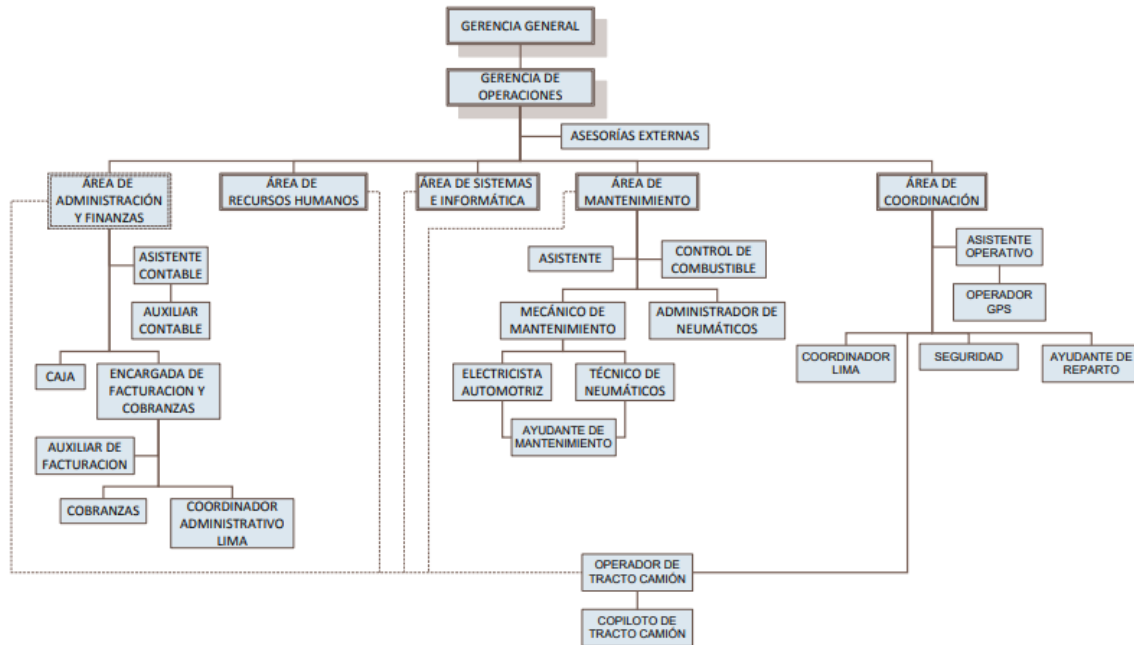 GERENCIA GENERAL
GERENCIA DE
OPERACIONES
ASESORÍAS EXTERNAS
ÁREA DE
ADMINISTRACIÓN
Y FINANZAS
ÁREA DE
RECURSOS HUMANOS
ÁREA DE SISTEMAS
E INFORMÁTICA
ÁREA DE
MANTENIMIENTO
ÁREA DE
COORDINACIÓN
ASISTENTE
CONTABLE
AUXILIAR
CONTABLE
CAJA
ENCARGADA DE
FACTURACION Y
COBRANZAS
AUXILIAR DE
FACTURACION
COBRANZAS
COORDINADOR
ADMINISTRATIVO
LIMA
ASISTENTE
CONTROL DE
COMBUSTIBLE
MECÁNICO DE
MANTENIMIENTO
ADMINISTRADOR DE
NEUMÁTICOS
ELECTRICISTA
AUTOMOTRIZ
TÉCNICO DE
NEUMÁTICOS
AYUDANTE DE
MANTENIMIENTO
ASISTENTE
OPERATIVO
OPERADOR
GPS
COORDINADOR
LIMA
SEGURIDAD
AYUDANTE DE
REPARTO
OPERADOR DE
TRACTO CAMIÓN
COPILOTO DE
TRACTO CAMIÓN